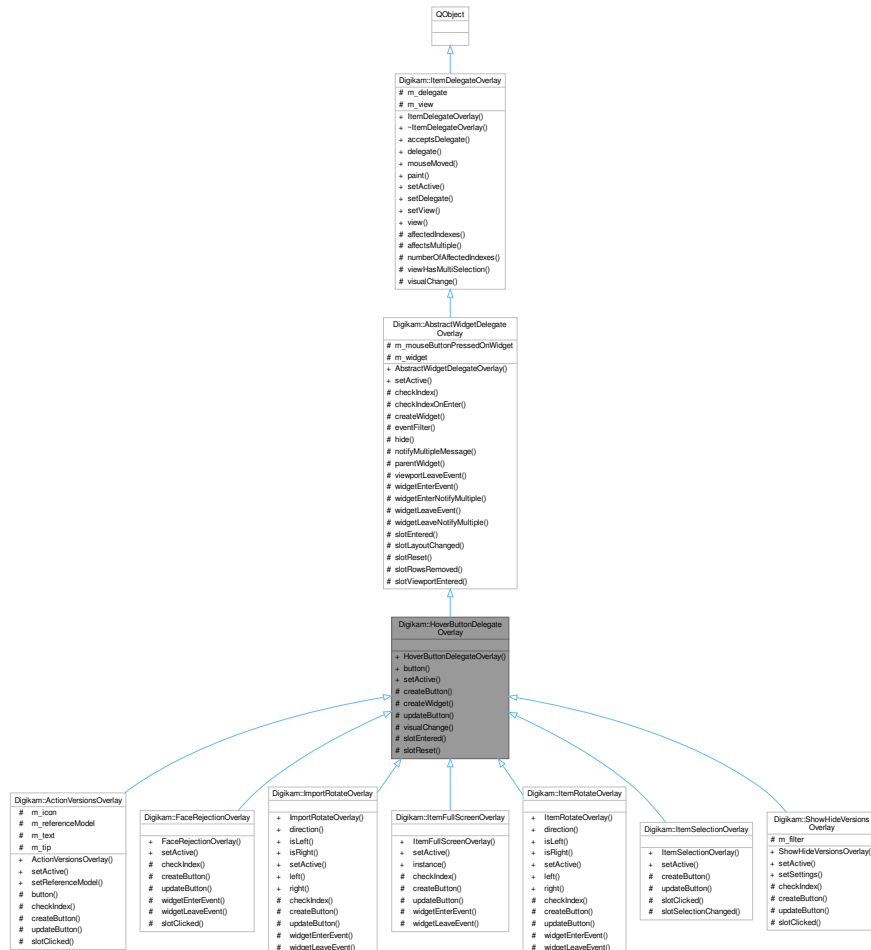 QObject
Digikam::ItemDelegateOverlay
# m_delegate
# m_view
+ ItemDelegateOverlay()
+ ~ItemDelegateOverlay()
+ acceptsDelegate()
+ delegate()
+ mouseMoved()
+ paint()
+ setActive()
+ setDelegate()
+ setView()
+ view()
# affectedIndexes()
# affectsMultiple()
# numberOfAffectedIndexes()
# viewHasMultiSelection()
# visualChange()
Digikam::AbstractWidgetDelegate
Overlay
# m_mouseButtonPressedOnWidget
# m_widget
+ AbstractWidgetDelegateOverlay()
+ setActive()
# checkIndex()
# checkIndexOnEnter()
# createWidget()
# eventFilter()
# hide()
# notifyMultipleMessage()
# parentWidget()
# viewportLeaveEvent()
# widgetEnterEvent()
# widgetEnterNotifyMultiple()
# widgetLeaveEvent()
# widgetLeaveNotifyMultiple()
# slotEntered()
# slotLayoutChanged()
# slotReset()
# slotRowsRemoved()
# slotViewportEntered()
Digikam::HoverButtonDelegate
Overlay
+ HoverButtonDelegateOverlay()
+ button()
+ setActive()
# createButton()
# createWidget()
# updateButton()
# visualChange()
# slotEntered()
# slotReset()
Digikam::ActionVersionsOverlay
# m_icon
# m_referenceModel
# m_text
# m_tip
+ ActionVersionsOverlay()
+ setActive()
+ setReferenceModel()
# button()
# checkIndex()
# createButton()
# updateButton()
# slotClicked()
Digikam::FaceRejectionOverlay
+ FaceRejectionOverlay()
+ setActive()
# checkIndex()
# createButton()
# updateButton()
# widgetEnterEvent()
# widgetLeaveEvent()
# slotClicked()
Digikam::ImportRotateOverlay
+ ImportRotateOverlay()
+ direction()
+ isLeft()
+ isRight()
+ setActive()
+ left()
+ right()
# checkIndex()
# createButton()
# updateButton()
# widgetEnterEvent()
# widgetLeaveEvent()
Digikam::ItemFullScreenOverlay
+ ItemFullScreenOverlay()
+ setActive()
+ instance()
# checkIndex()
# createButton()
# updateButton()
# widgetEnterEvent()
# widgetLeaveEvent()
Digikam::ItemRotateOverlay
+ ItemRotateOverlay()
+ direction()
+ isLeft()
+ isRight()
+ setActive()
+ left()
+ right()
# checkIndex()
# createButton()
# updateButton()
# widgetEnterEvent()
# widgetLeaveEvent()
Digikam::ItemSelectionOverlay
+ ItemSelectionOverlay()
+ setActive()
# createButton()
# updateButton()
# slotClicked()
# slotSelectionChanged()
Digikam::ShowHideVersions
Overlay
# m_filter
+ ShowHideVersionsOverlay()
+ setActive()
+ setSettings()
# checkIndex()
# createButton()
# updateButton()
# slotClicked()